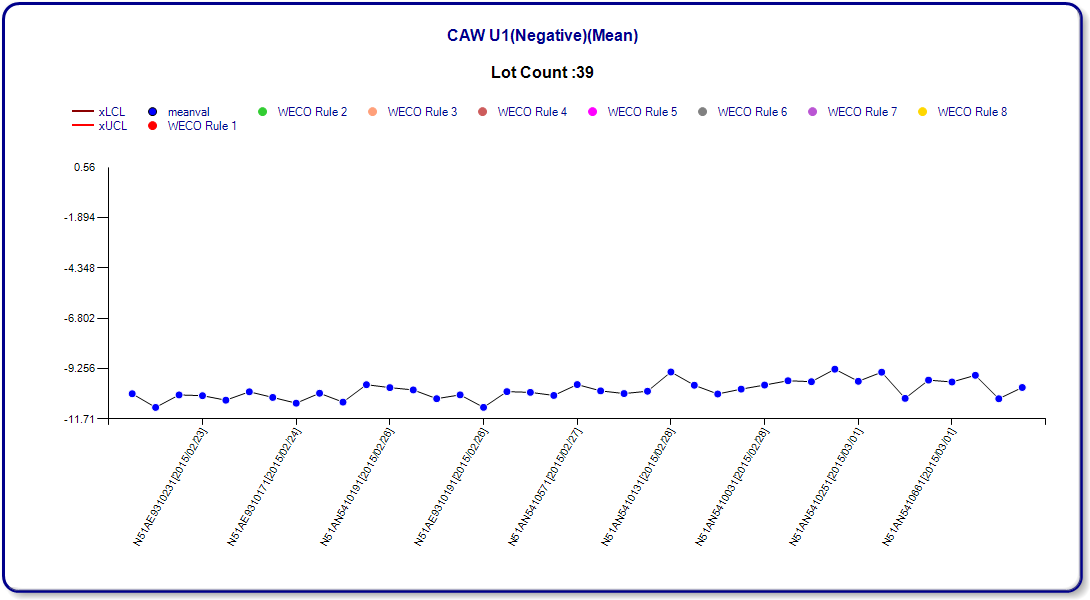 CAW U1(Negative)(Mean)
Lot Count :39
xLCL meanval WECO Rule 2 WECO Rule 3 WECO Rule 4 WECO Rule 5 WECO Rule 6 WECO Rule 7 WECO Rule 8
xUCL WECO Rule 1
0.56
-1.894
-4.348
-6.802
-9.256
-11.71
N51AE9310231[2015/02/23]
N51AE9310171[2015/02/24]
N51AN5410191[2015/02/26]
N51AE9310191[2015/02/26]
N51AN5410571[2015/02/27]
N51AN5410131[2015/02/28]
N51AN5410031[2015/02/28]
N51AN5410251[2015/03/01]
N51AN5410661[2015/03/01]